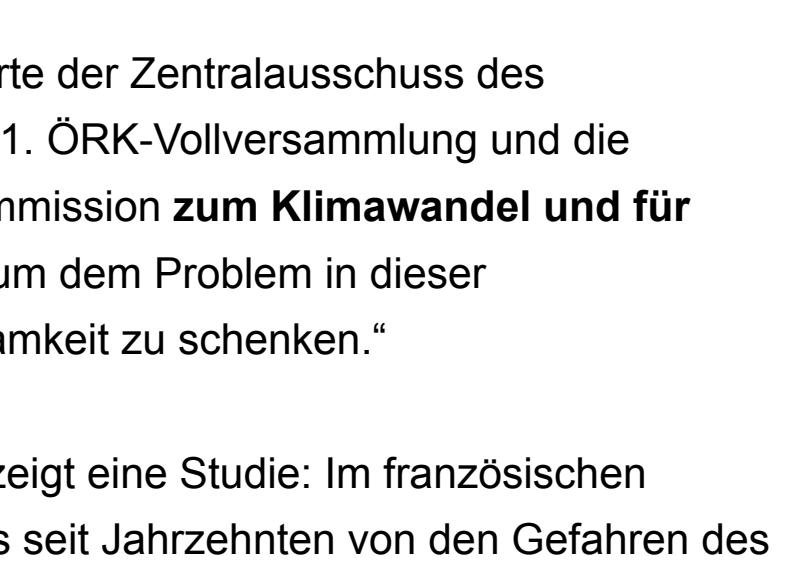 rte der Zentralausschuss des
1. ÖRK-Vollversammlung und die
mmission zum Klimawandel und für
um dem Problem in dieser
amkeit zu schenken.“
zeigt eine Studie: Im französischen
s seit Jahrzehnten von den Gefahren des